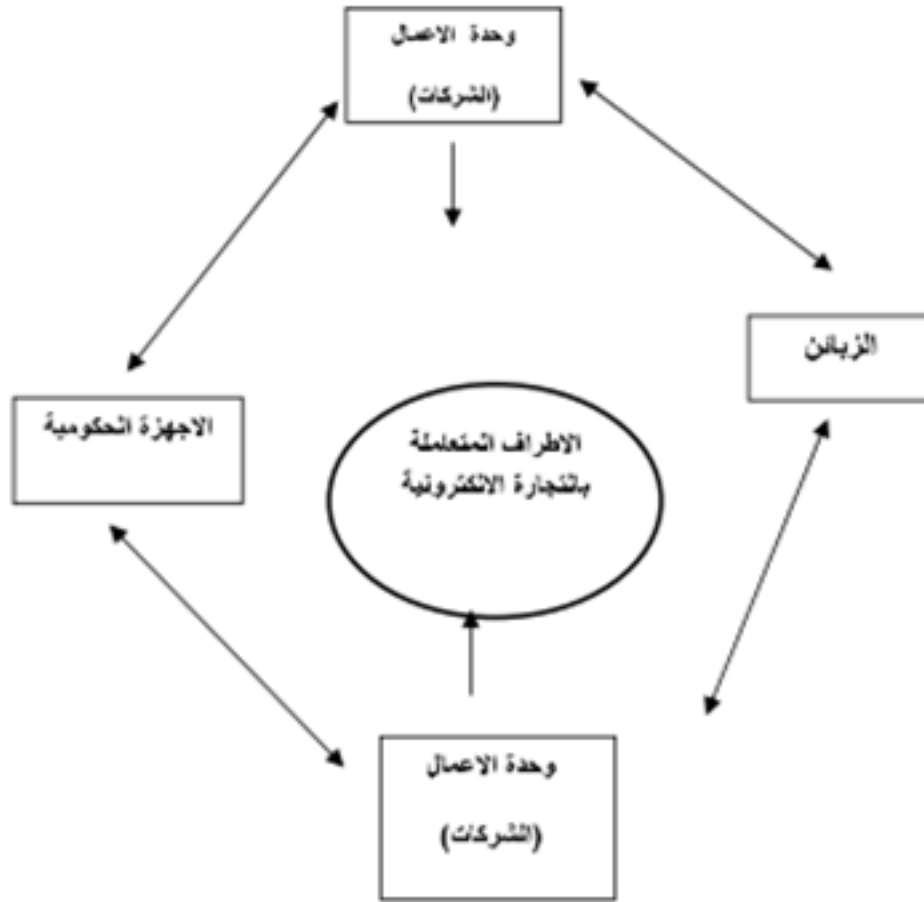 وحدة الاعمال
(الشركات)
الزبائن
الاجهزة الحكومية
الاطراف المتعاملة
بالتجارة الالكترونية
وحدة الاعمال
(الشركات)